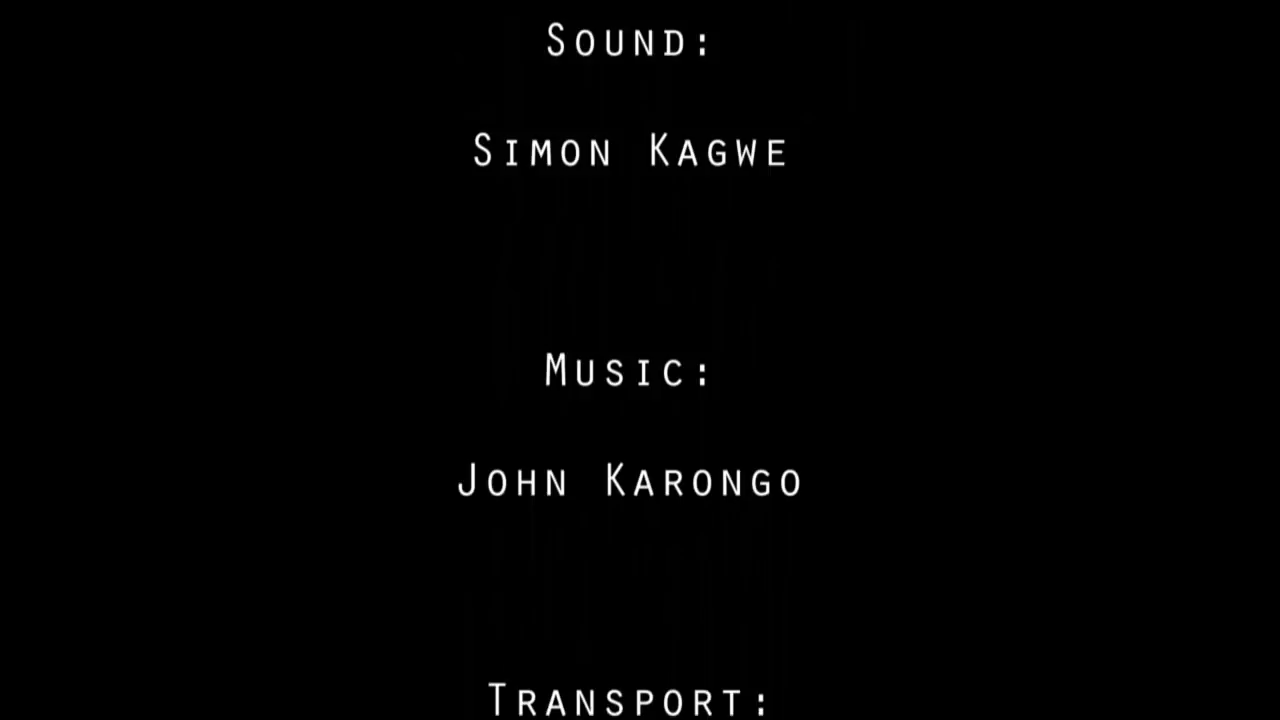 SOUND:
SIMON KAGWE
MUSIC:
JOHN KARONGO
TRANSPORT: